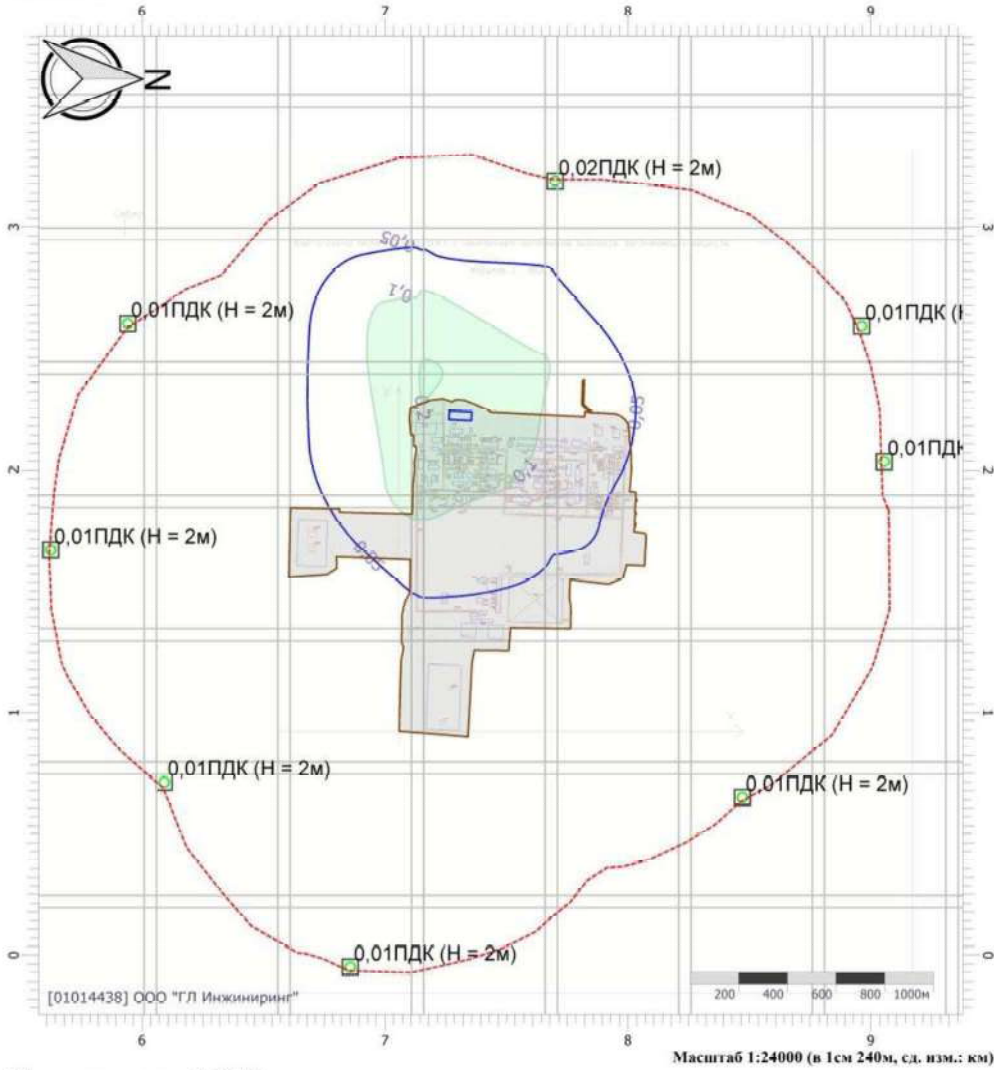 6 7 8 9
N
0,02ПДК (Н = 2м)
3 3
0,05
0,1
0,01ПДК (Н = 2м)
0,01ПДК (Н
0,2
0,05
2 2
0,01ПДК
0,1
0,01ПДК (Н = 2м)
0,05
1 1
0,01ПДК (Н = 2м)
0,01ПДК (Н = 2м)
0 0
0,01ПДК (Н = 2м)
[01014438] ООО "ГЛ Инжиниринг"
200 400 600 800 1000м
6 7 8 9
Масштаб 1:24000 (в 1см 240м, ед. изм.: км)